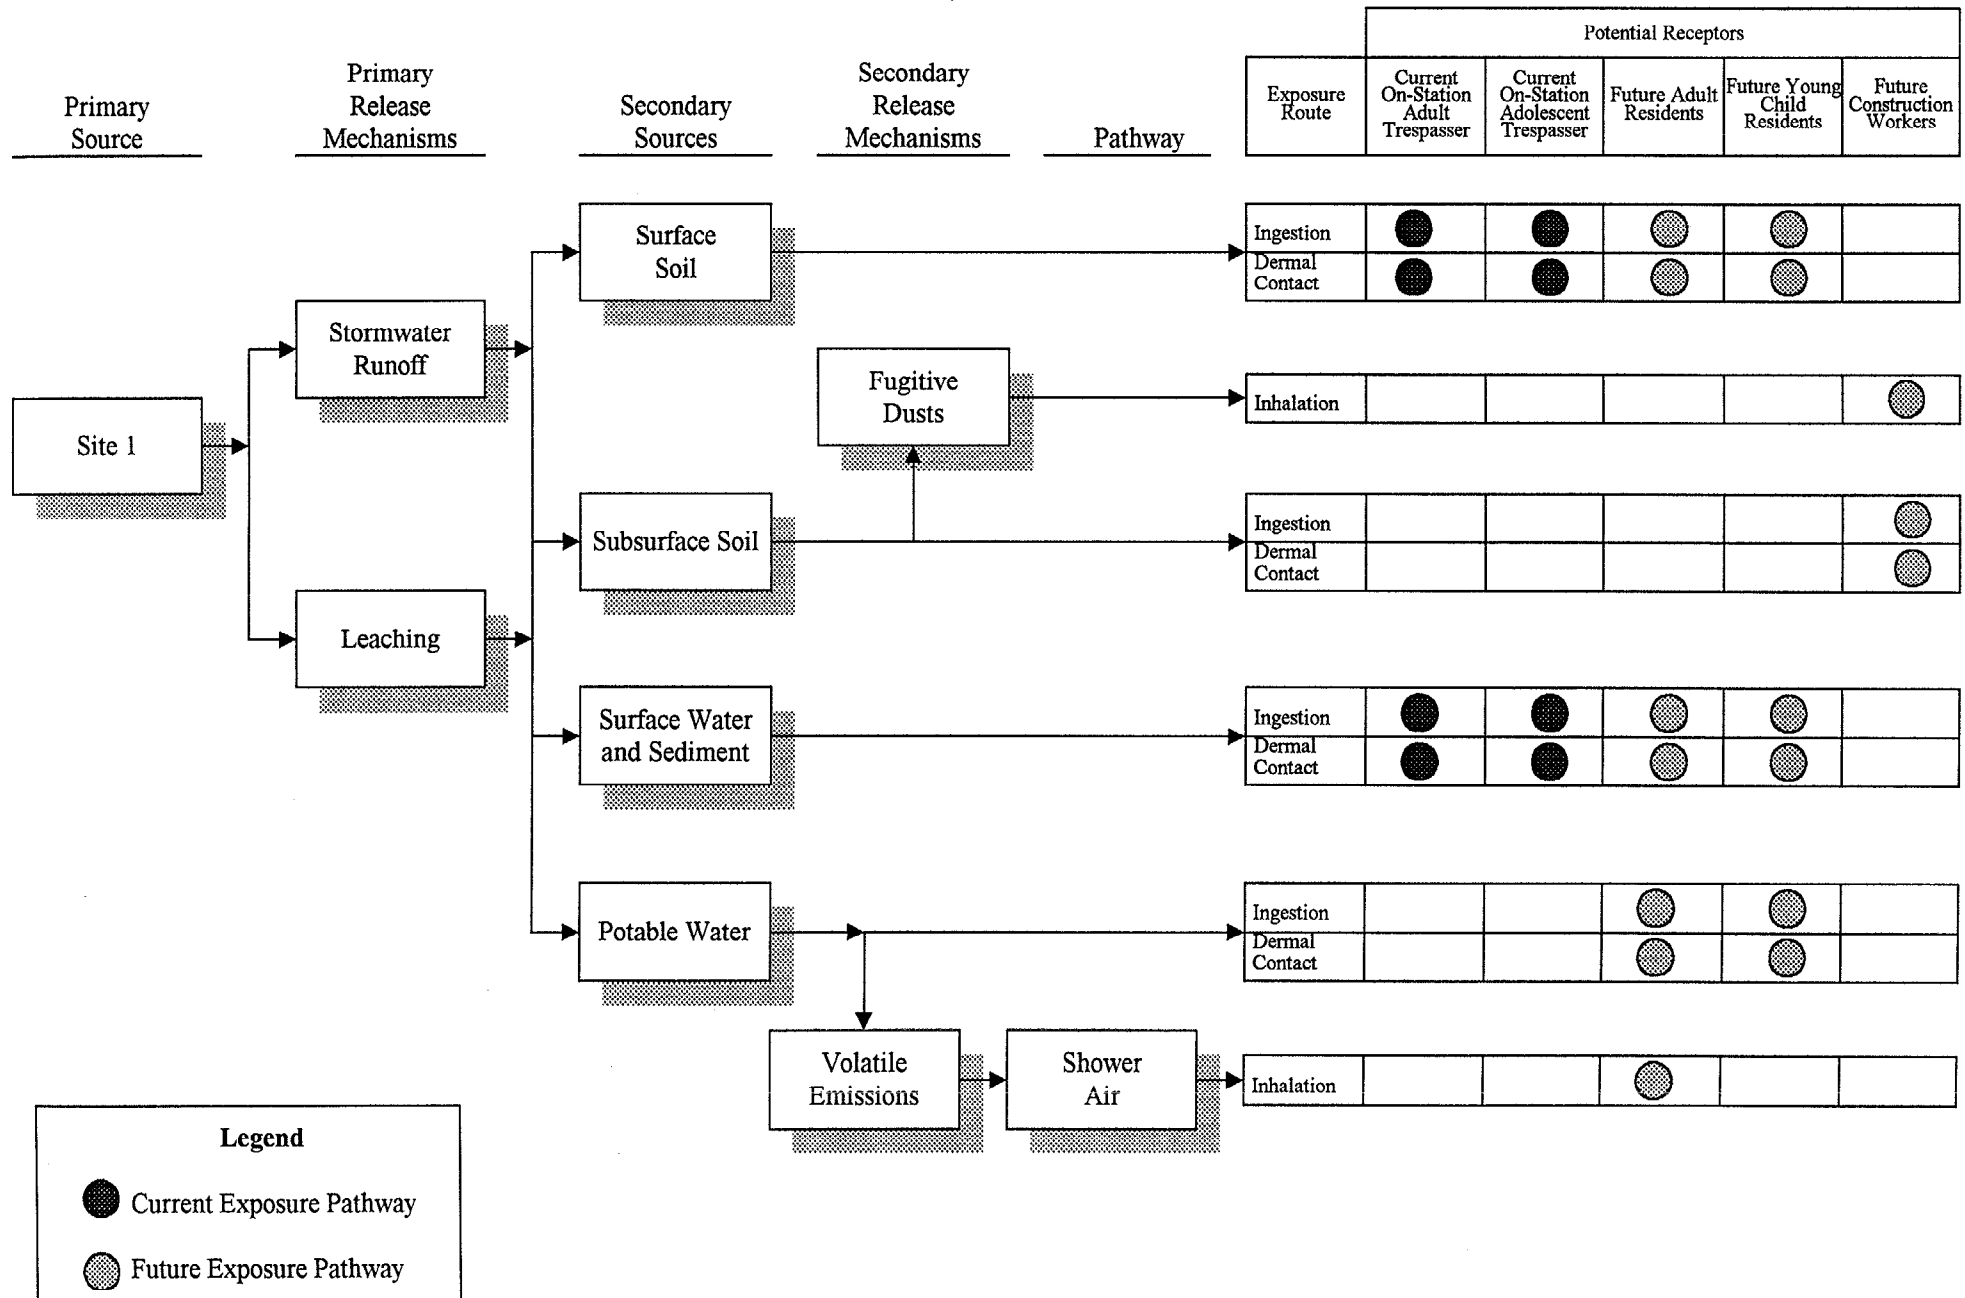 Potential Receptors
Primary
Source
Primary
Release
Mechanisms
Secondary
Sources
Secondary
Release
Mechanisms
Pathway
Exposure
Route
Current
On-Station
Adult
Trespasser
Current
On-Station
Adolescent
Trespasser
Future Adult
Residents
Future Young
Child
Residents
Future
Construction
Workers
Surface
Soil
Ingestion
Dermal
Contact
Stormwater
Runoff
Fugitive
Dusts
Inhalation
Site 1
Subsurface Soil
Ingestion
Dermal
Contact
Leaching
Surface Water
and Sediment
Ingestion
Dermal
Contact
Potable Water
Ingestion
Dermal
Contact
Volatile
Emissions
Shower
Air
Inhalation
Legend
Current Exposure Pathway
Future Exposure Pathway